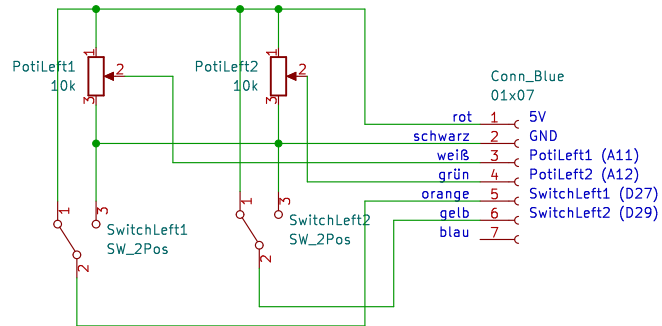 1
PotiLeft1
10k
2
3
1
PotiLeft2
10k
2
3
Conn_Blue
01x07
rot 1 5V
schwarz 2 GND
weiß 3 PotiLeft1 (A11)
grün 4 PotiLeft2 (A12)
orange 5 SwitchLeft1 (D27)
gelb 6 SwitchLeft2 (D29)
blau 7
1
3
SwitchLeft1
SW_2Pos
2
1
3
SwitchLeft2
SW_2Pos
2